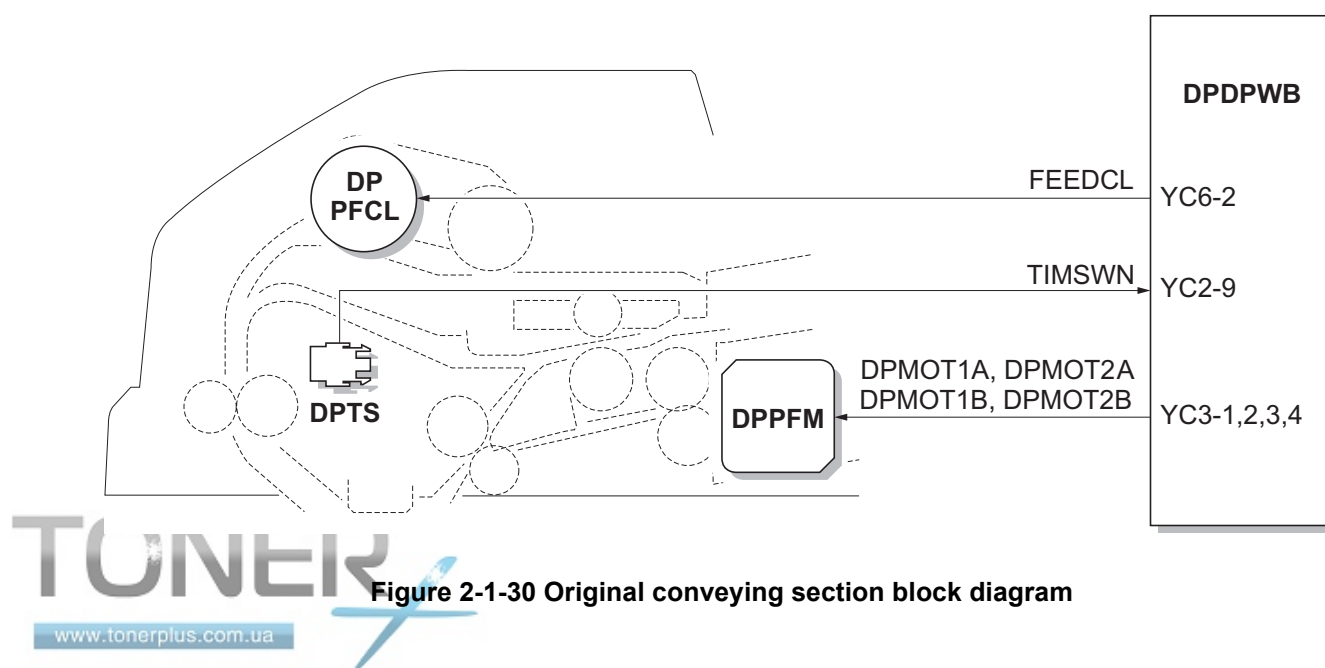 DPDPWB
DP
PFCL
FEEDCL
YC6-2
TIMSWN
YC2-9
DPTS
DPPFM
DPMOT1A, DPMOT2A
DPMOT1B, DPMOT2B
YC3-1,2,3,4
TONER
Figure 2-1-30 Original conveying section block diagram
www.tonerplus.com.ua